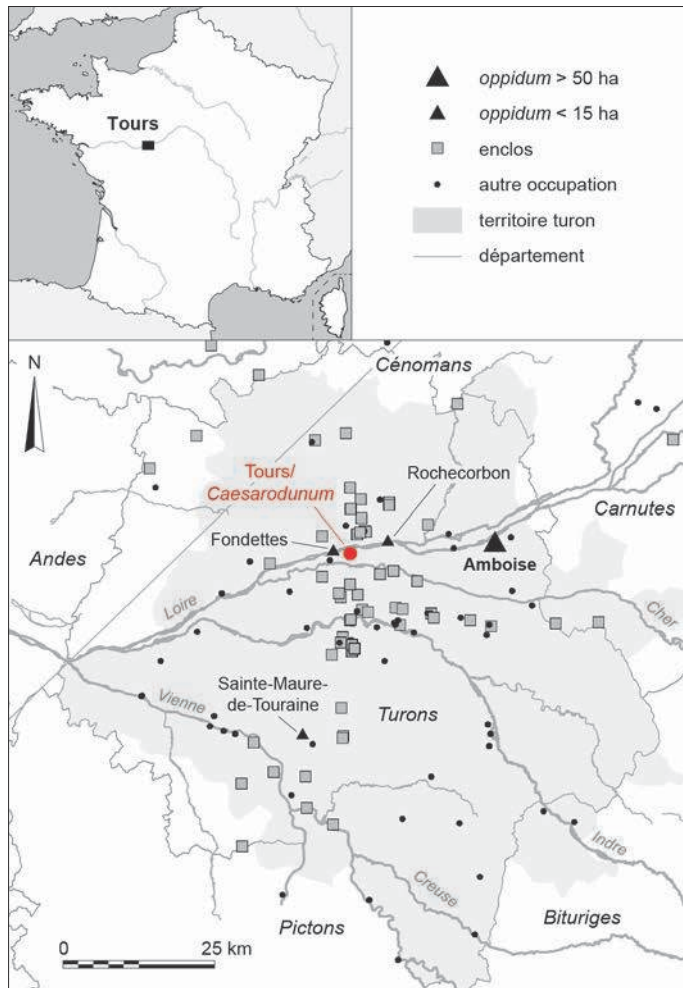 Tours
oppidum > 50 ha
oppidum < 15 ha
enclos
autre occupation
territoire turon
département
N
Cénomans
Tours/
Caesarodunum
Rochecorbon
Carnutes
Fondettes
Andes
Amboise
Loire
Cher
Sainte-Maure-
de-Touraine
Vienne
Turons
Indre
Creuse
Pictons
Bituriges
0 25 km